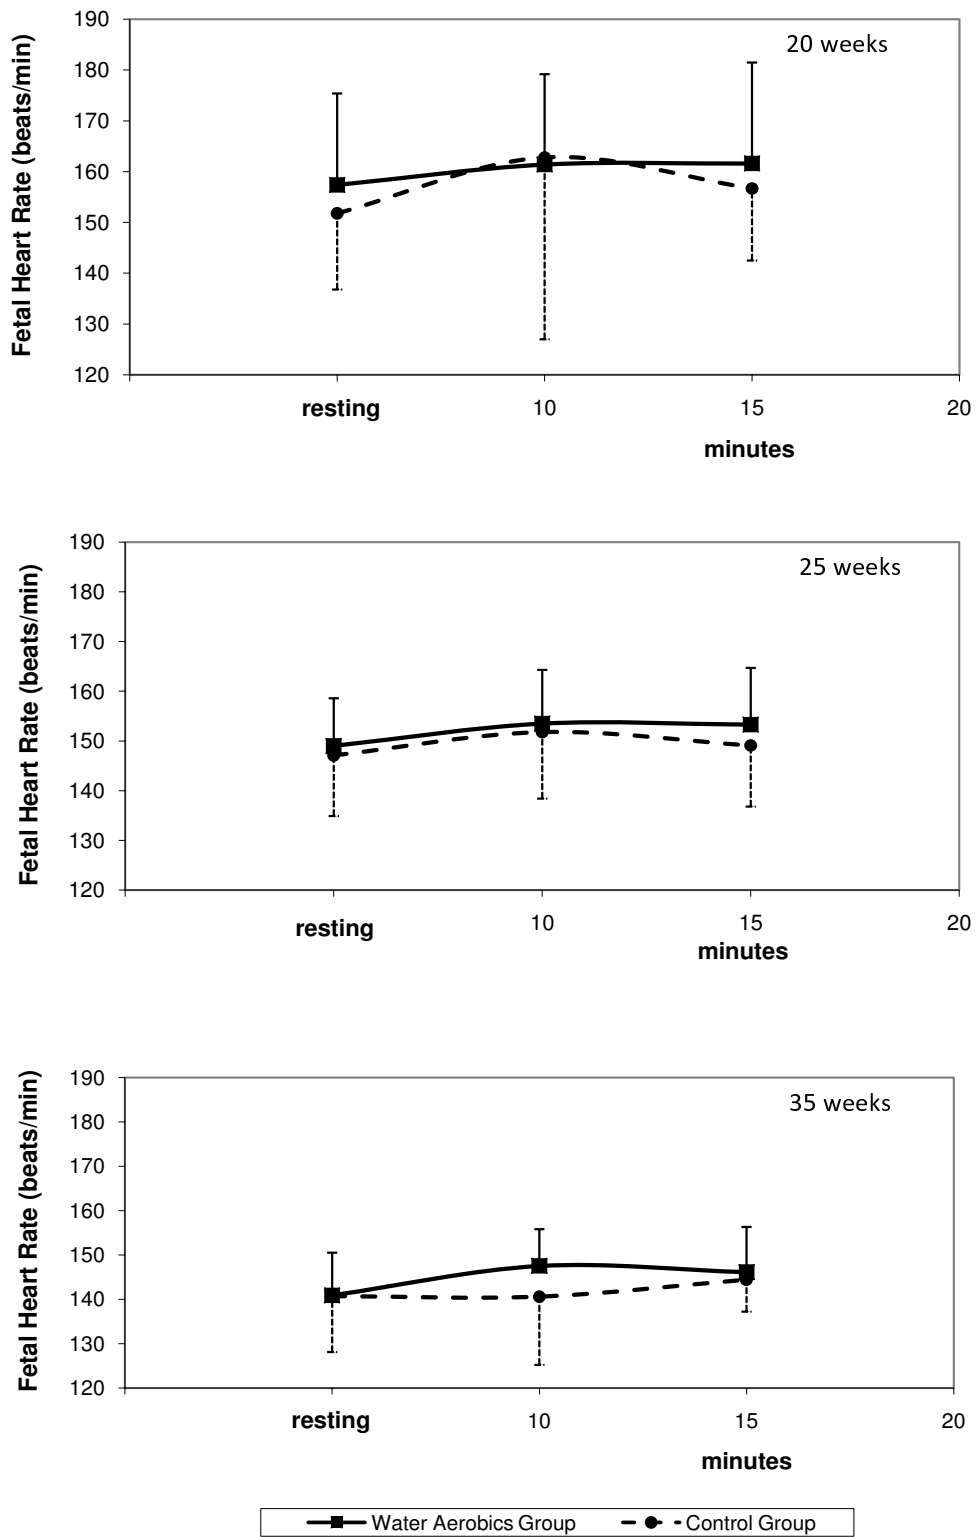 20 weeks
Fetal Heart Rate (beats/min)
190
180
170
160
150
140
130
120
resting 10 15 20
minutes
25 weeks
Fetal Heart Rate (beats/min)
190
180
170
160
150
140
130
120
resting 10 15 20
minutes
35 weeks
Fetal Heart Rate (beats/min)
190
180
170
160
150
140
130
120
resting 10 15 20
minutes
Water Aerobics Group Control Group